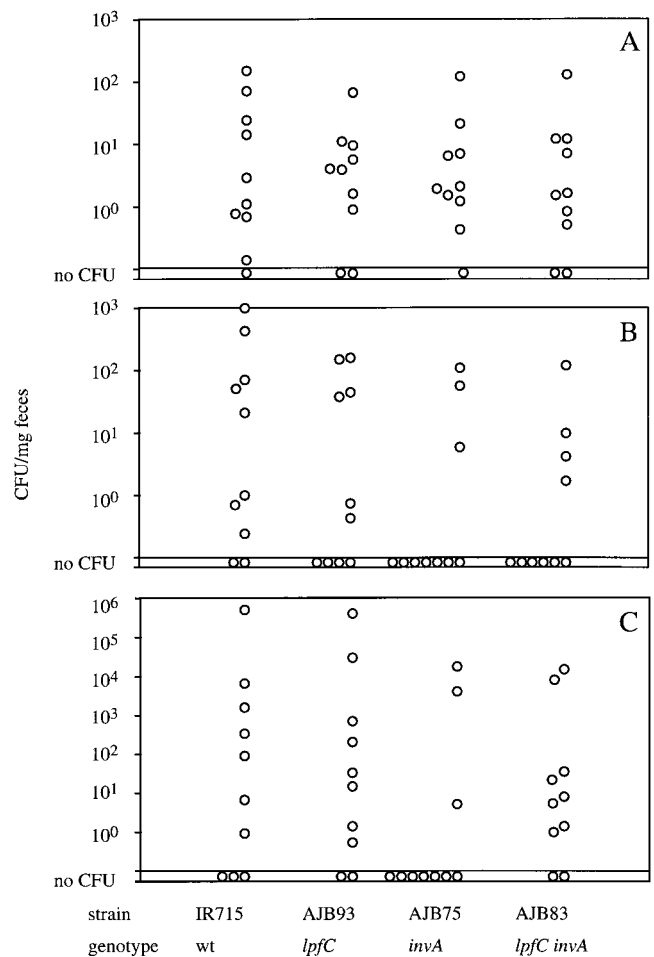 10³
A
10²
10¹
10⁰
no CFU
10³
B
10²
10¹
10⁰
no CFU
CFU/mg feces
10⁶
C
10⁵
10⁴
10³
10²
10¹
10⁰
no CFU
strain IR715 AJB93 AJB75 AJB83
genotype wt lpfC invA lpfC invA